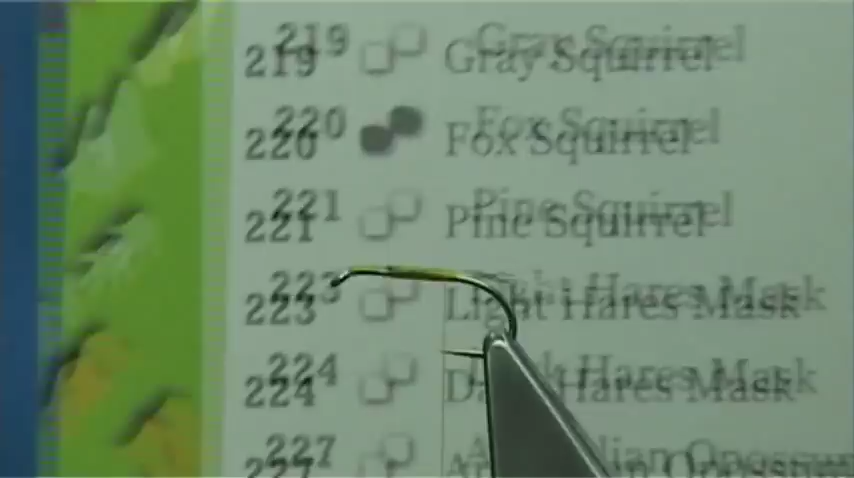 219 Gray Squirrel
220 Fox Squirrel
221 Pine Squirrel
223 Light Hares Mask
224 Hares Mask
227